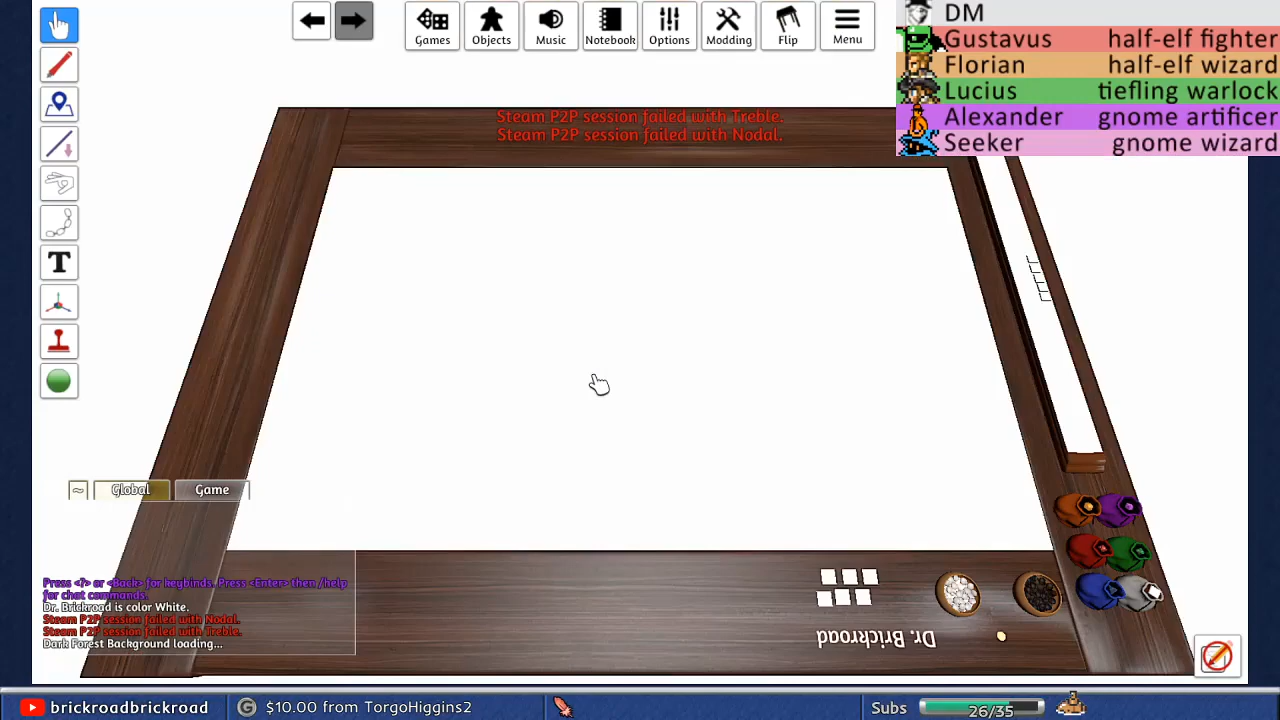 Games
Objects
Music
Notebook
Options
Modding
Flip
Menu
DM
Gustavus half-elf fighter
Florian half-elf wizard
Lucius tiefling warlock
Alexander gnome artificer
Seeker gnome wizard
Steam P2P session failed with Treble.
Steam P2P session failed with Nodal.
T
~ Global Game
Press <?> or <Back> for keybinds. Press <Enter> then /help
for chat commands.
Dr. Brickroad is color White.
Steam P2P session failed with Nodal.
Steam P2P session failed with Treble.
Dark Forest Background loading...
Dr. Brickroad
brickroadbrickroad
$10.00 from TorgoHiggins2
Subs 26/35